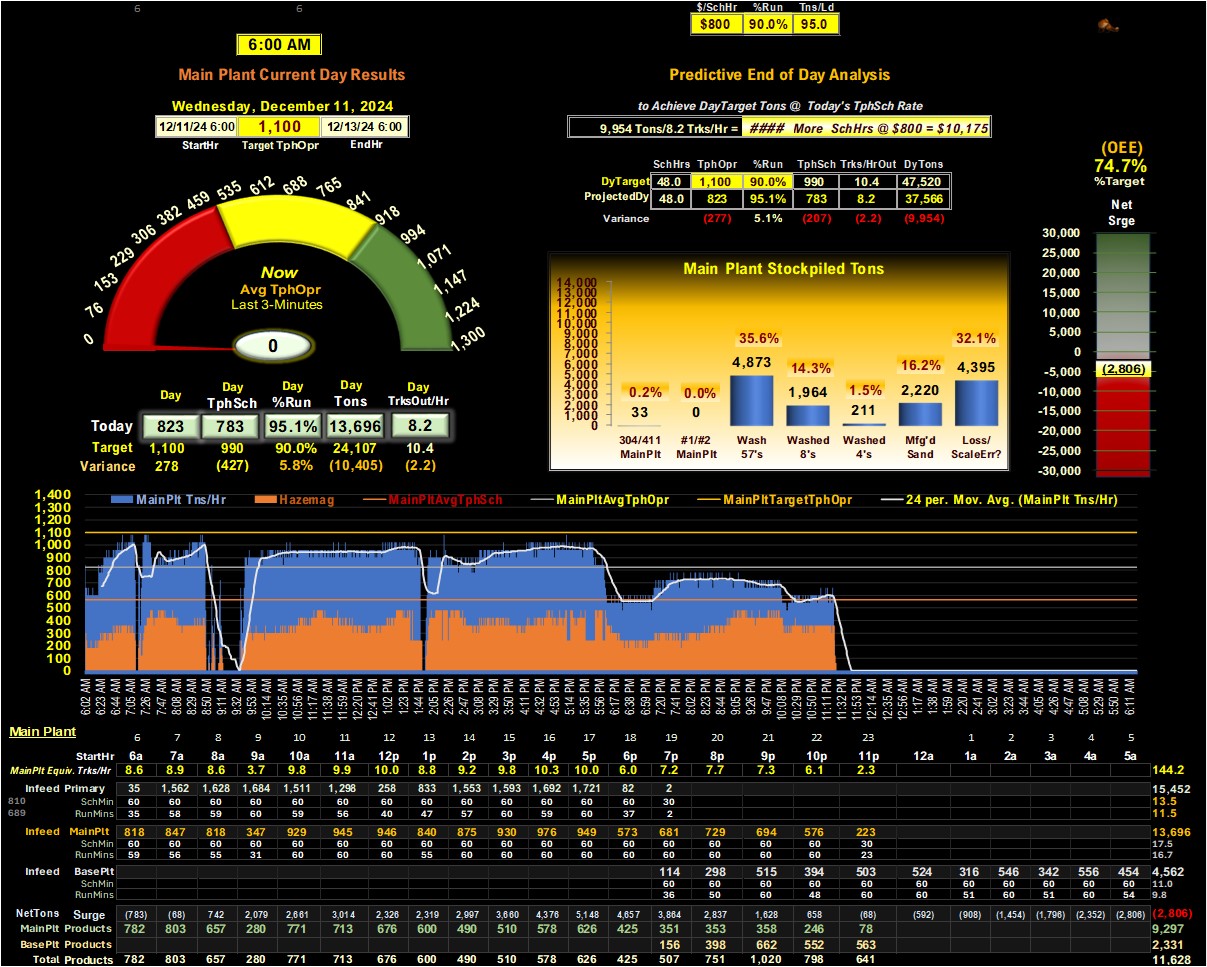 6 6
$/SchHr %Run Tns/Ld
$800 90.0% 95.0
6:00 AM
Main Plant Current Day Results
Wednesday, December 11, 2024
12/11/24 6:00 1,100 12/13/24 6:00
StartHr Target TphOpr EndHr
0 76 153 229 306 382 459 535 612 688 765 841 918 994 1,071 1,147 1,224 1,300
Now
Avg TphOpr
Last 3-Minutes
0
Day Day TphSch Day %Run Day Tons Day TrksOut/Hr
Today 823 783 95.1% 13,696 8.2
Target 1,100 990 90.0% 24,107 10.4
Variance 278 (427) 5.8% (10,405) (2.2)
Predictive End of Day Analysis
to Achieve DayTarget Tons @ Today's TphSch Rate
9,954 Tons/8.2 Trks/Hr = #### More SchHrs @ $800 = $10,175
SchHrs TphOpr %Run TphSch Trks/HrOut DyTons
DyTarget 48.0 1,100 90.0% 990 10.4 47,520
ProjectedDy 48.0 823 95.1% 783 8.2 37,566
Variance (277) 5.1% (207) (2.2) (9,954)
Main Plant Stockpiled Tons
14,000
13,000
12,000
11,000
10,000
9,000
8,000
7,000
6,000
5,000
4,000
3,000
2,000
1,000
0
0.2% 0.0% 35.6% 14.3% 1.5% 16.2% 32.1%
33 0 4,873 1,964 211 2,220 4,395
304/411 #1/#2 Wash Washed Washed Mfg'd Loss/
MainPlt MainPlt 57's 8's 4's Sand ScaleErr?
(OEE)
74.7%
%Target
Net
Srge
30,000
25,000
20,000
15,000
10,000
5,000
0
-5,000
-10,000
-15,000
-20,000
-25,000
-30,000
(2,806)
MainPlt Tns/Hr Hazemag MainPltAvgTphSch MainPltAvgTphOpr MainPltTargetTphOpr 24 per. Mov. Avg. (MainPlt Tns/Hr)
1,400
1,300
1,200
1,100
1,000
900
800
700
600
500
400
300
200
100
0
6:02 AM 6:23 AM 6:44 AM 7:05 AM 7:26 AM 7:47 AM 8:08 AM 8:29 AM 8:50 AM 9:11 AM 9:32 AM 9:53 AM 10:14 AM 10:35 AM 10:56 AM 11:17 AM 11:38 AM 11:59 AM 12:20 PM 12:41 PM 1:02 PM 1:23 PM 1:44 PM 2:05 PM 2:26 PM 2:47 PM 3:08 PM 3:29 PM 3:50 PM 4:11 PM 4:32 PM 4:53 PM 5:14 PM 5:35 PM 5:56 PM 6:17 PM 6:38 PM 6:59 PM 7:20 PM 7:41 PM 8:02 PM 8:23 PM 8:44 PM 9:05 PM 9:26 PM 9:47 PM 10:08 PM 10:29 PM 10:50 PM 11:11 PM 11:32 PM 11:53 PM 12:14 AM 12:35 AM 12:56 AM 1:17 AM 1:38 AM 1:59 AM 2:20 AM 2:41 AM 3:02 AM 3:23 AM 3:44 AM 4:05 AM 4:26 AM 4:47 AM 5:08 AM 5:29 AM 5:50 AM 6:11 AM
Main Plant
6 7 8 9 10 11 12 13 14 15 16 17 18 19 20 21 22 23 1 2 3 4 5
StartHr 6a 7a 8a 9a 10a 11a 12p 1p 2p 3p 4p 5p 6p 7p 8p 9p 10p 11p 12a 1a 2a 3a 4a 5a
MainPlt Equiv. Trks/Hr 8.6 8.9 8.6 3.7 9.8 9.9 10.0 8.8 9.2 9.8 10.3 10.0 6.0 7.2 7.7 7.3 6.1 2.3 144.2
Infeed Primary 35 1,562 1,628 1,684 1,511 1,298 258 833 1,553 1,593 1,692 1,721 82 2 15,452
810 SchMin 60 60 60 60 60 60 60 60 60 60 60 60 60 30 13.5
689 RunMins 35 58 59 60 59 56 40 47 57 60 59 60 37 2 11.5
Infeed MainPlt 818 847 818 347 929 945 946 840 875 930 976 949 573 681 729 694 576 223 13,696
SchMin 60 60 60 60 60 60 60 60 60 60 60 60 60 60 60 60 60 30 17.5
RunMins 59 56 55 31 60 60 60 55 60 60 60 60 60 60 60 60 60 23 16.7
Infeed BasePlt 114 298 515 394 503 524 316 546 342 556 454 4,562
SchMin 60 60 60 60 60 60 60 60 60 60 60 11.0
RunMins 36 50 60 48 60 60 51 60 51 60 54 9.8
NetTons Surge (783) (68) 742 2,079 2,661 3,014 2,326 2,319 2,997 3,660 4,376 5,148 4,657 3,864 2,837 1,628 658 (68) (592) (908) (1,454) (1,796) (2,352) (2,806) (2,806)
MainPlt Products 782 803 657 280 771 713 676 600 490 510 578 626 425 351 353 358 246 78 9,297
BasePlt Products 156 398 662 552 563 2,331
Total Products 782 803 657 280 771 713 676 600 490 510 578 626 425 507 751 1,020 798 641 11,628